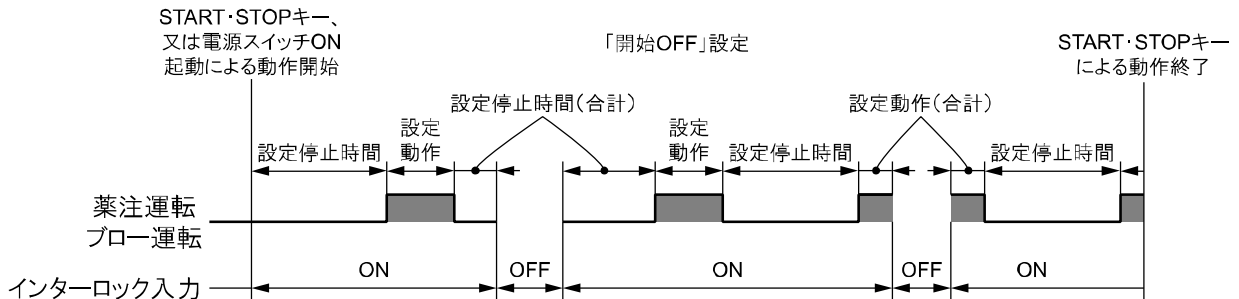 START・STOPキー、
又は電源スイッチON
起動による動作開始
「開始OFF」設定
START・STOPキー
による動作終了
設定停止時間(合計)
設定動作(合計)
設定停止時間
設定
動作
設定
動作
設定停止時間
設定停止時間
薬注運転
ブロー運転
インターロック入力
ON
OFF
ON
OFF
ON